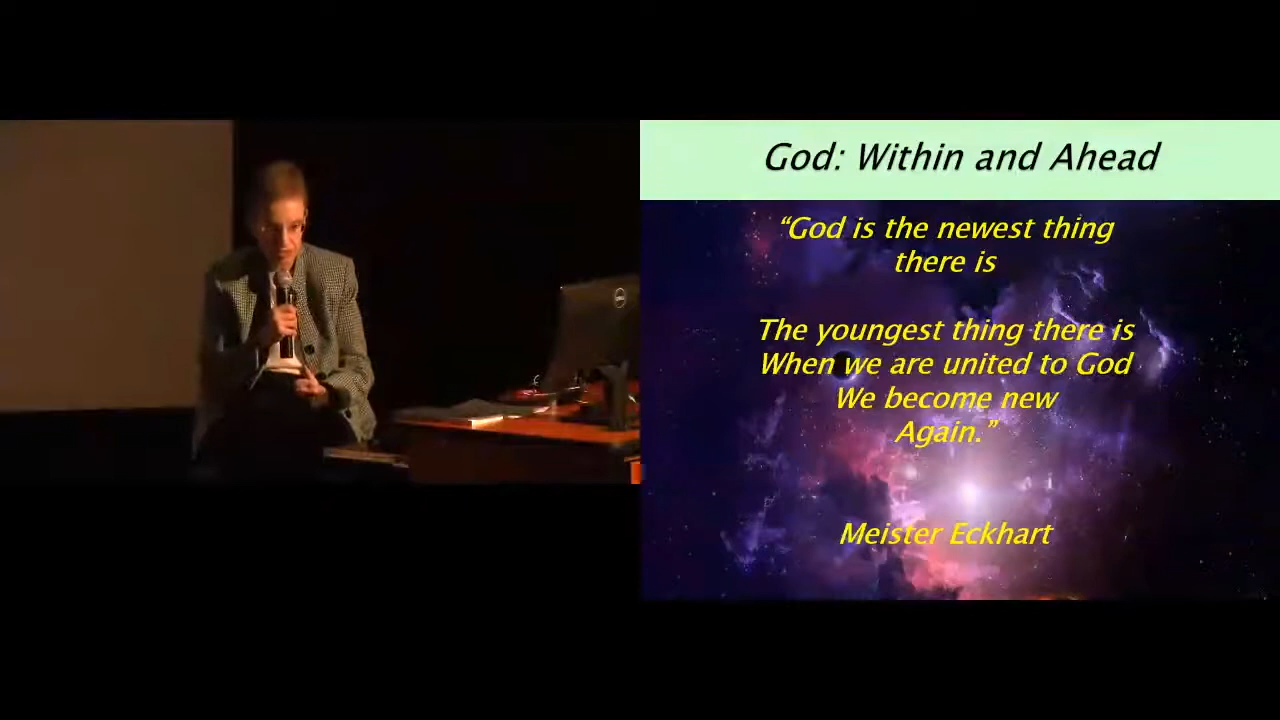 God: Within and Ahead
“God is the newest thing
there is
The youngest thing there is
When we are united to God
We become new
Again.”
Meister Eckhart
DELL